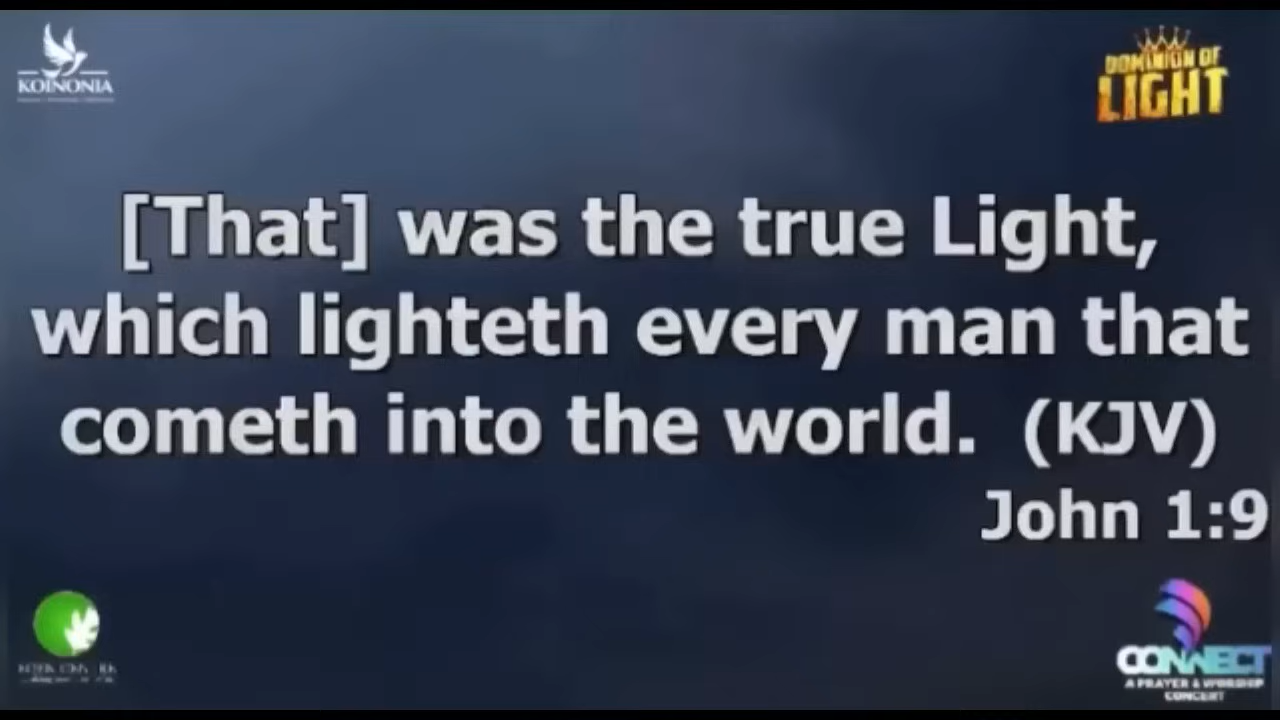 KOINONIA
DOMINION OF
LIGHT
[That] was the true Light,
which lighteth every man that
cometh into the world.  (KJV)
John 1:9
CONNECT
A PRAYER & WORSHIP
CONCERT